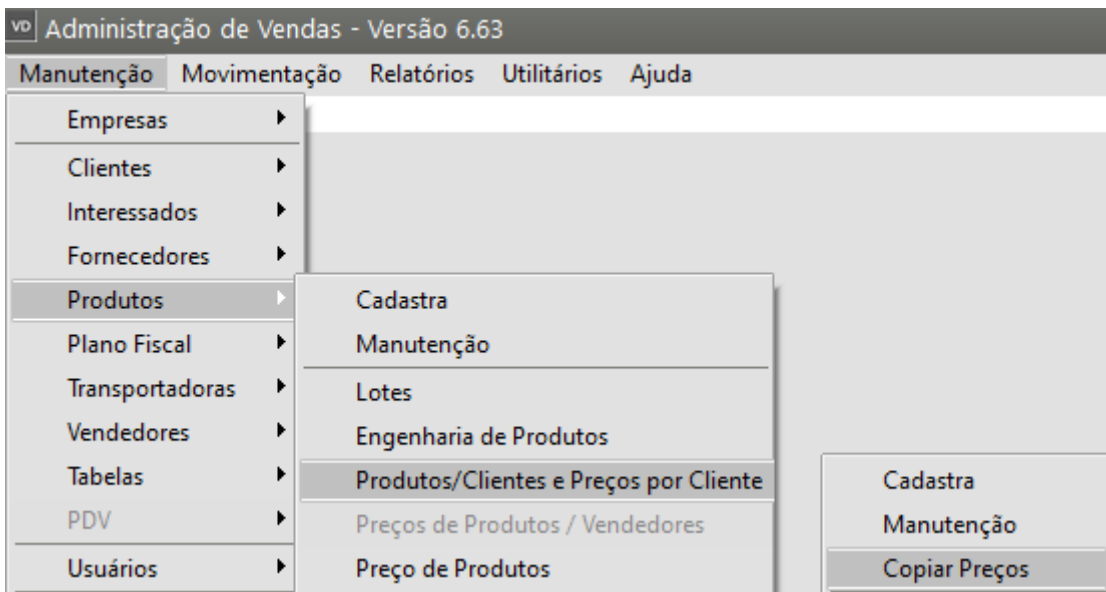 VD Administração de Vendas - Versão 6.63
Manutenção Movimentação Relatórios Utilitários Ajuda
Empresas
Clientes
Interessados
Fornecedores
Produtos
Plano Fiscal
Transportadoras
Vendedores
Tabelas
PDV
Usuários
Cadastra
Manutenção
Lotes
Engenharia de Produtos
Produtos/Clientes e Preços por Cliente
Preços de Produtos / Vendedores
Preço de Produtos
Cadastra
Manutenção
Copiar Preços